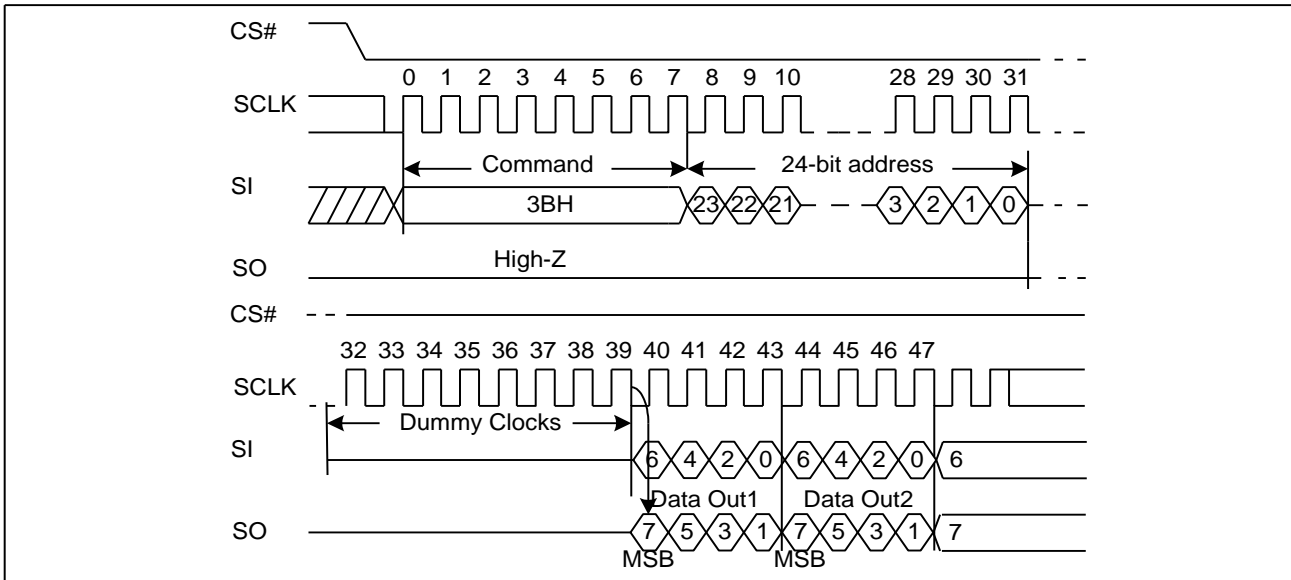 CS#
0 1 2 3 4 5 6 7 8 9 10 28 29 30 31
SCLK
Command 24-bit address
SI
3BH 23 22 21 3 2 1 0
High-Z
SO
CS#
32 33 34 35 36 37 38 39 40 41 42 43 44 45 46 47
SCLK
Dummy Clocks
SI
6 4 2 0 6 4 2 0 6
Data Out1 Data Out2
SO
7 5 3 1 7 5 3 1 7
MSB MSB